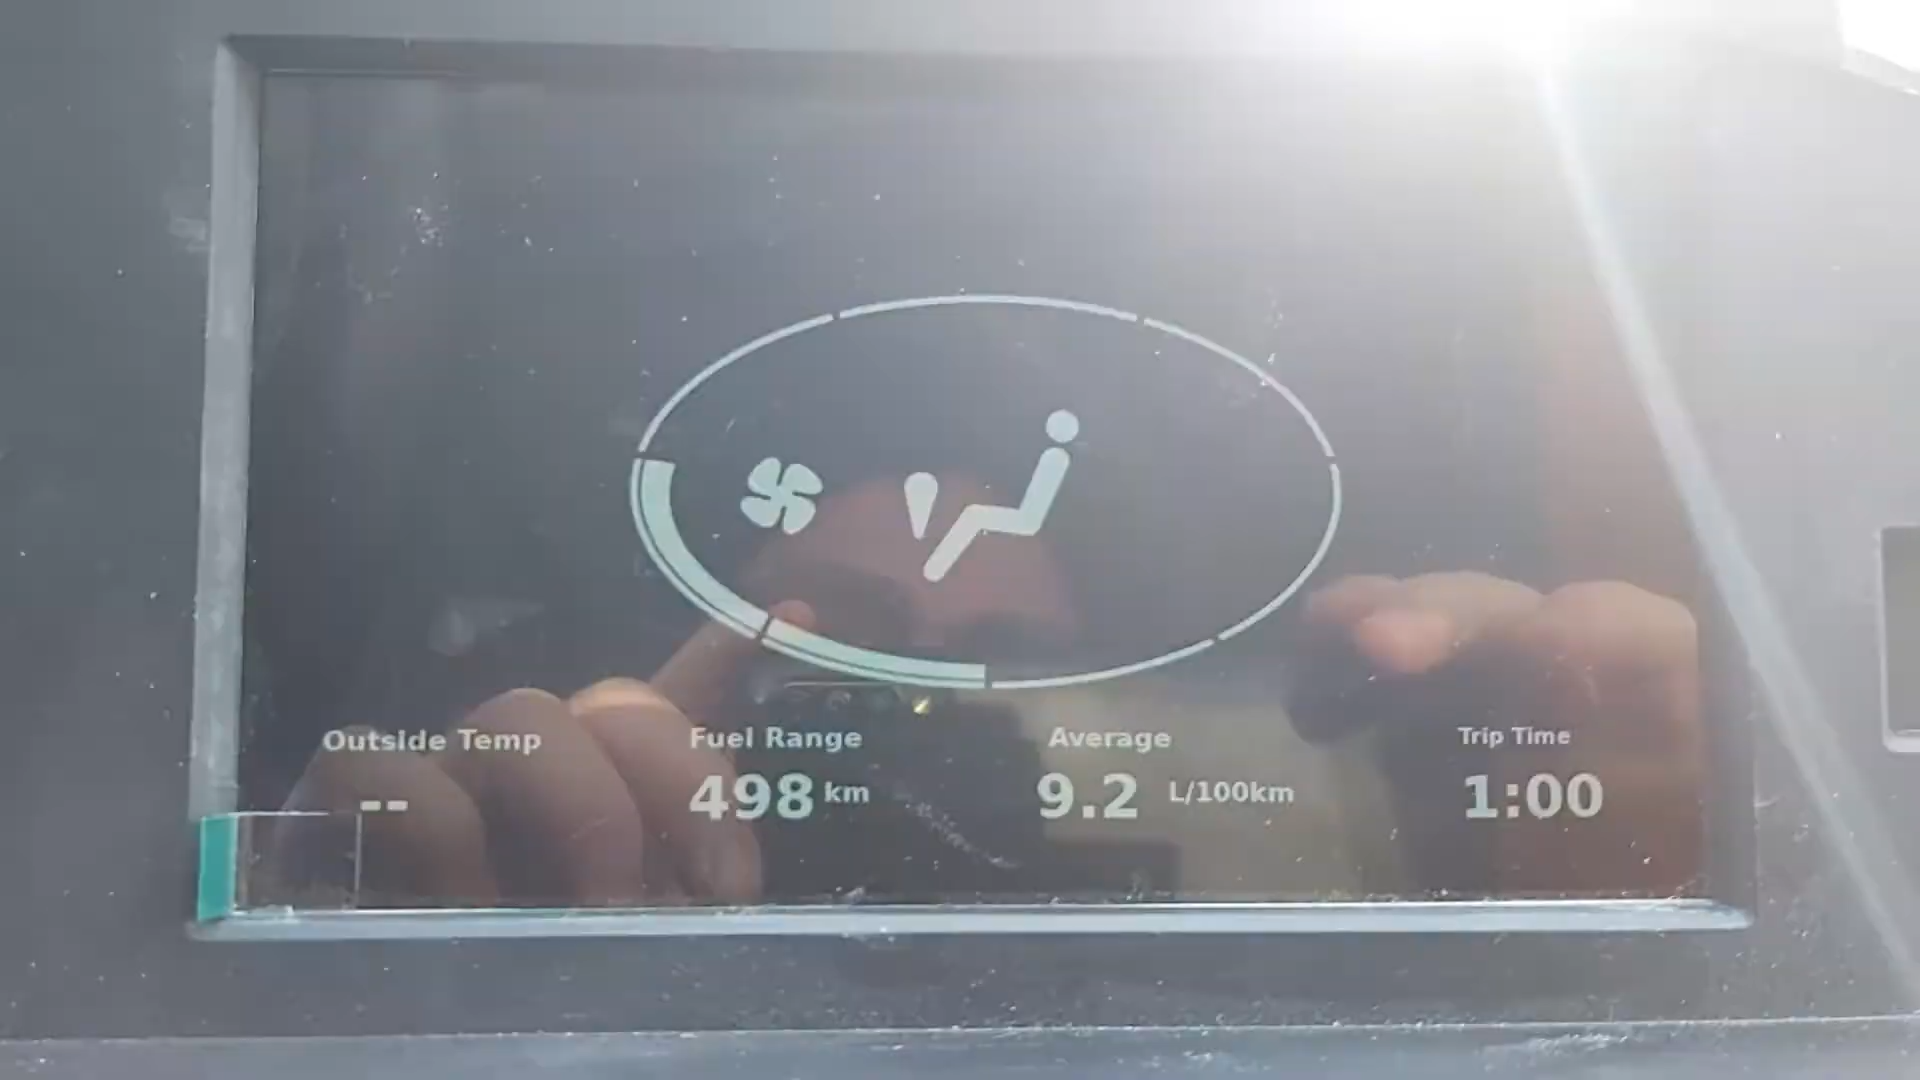 Outside Temp
--
Fuel Range
498 km
Average
9.2 L/100km
Trip Time
1:00